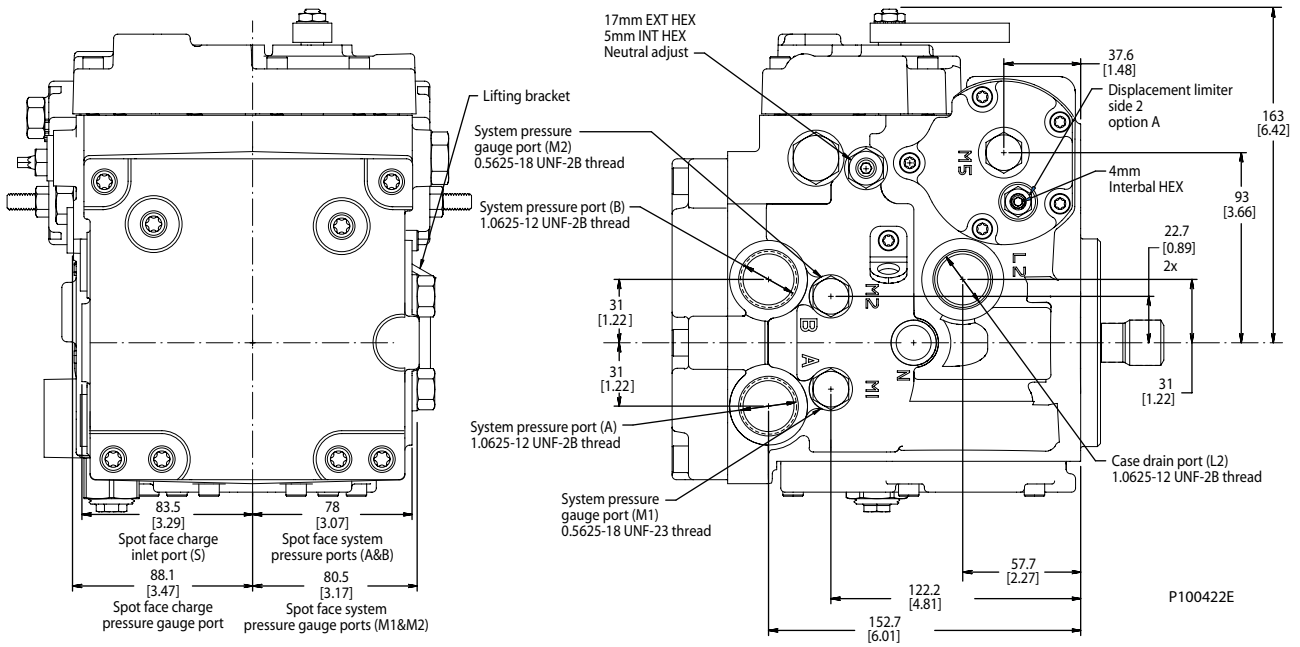 17mm EXT HEX
5mm INT HEX
Neutral adjust
Lifting bracket
System pressure
gauge port (M2)
0.5625-18 UNF-2B thread
System pressure port (B)
1.0625-12 UNF-2B thread
31
[1.22]
31
[1.22]
System pressure port (A)
1.0625-12 UNF-2B thread
System pressure
gauge port (M1)
0.5625-18 UNF-23 thread
37.6
[1.48]
Displacement limiter
side 2
option A
4mm
Interbal HEX
163
[6.42]
93
[3.66]
22.7
[0.89]
2x
31
[1.22]
Case drain port (L2)
1.0625-12 UNF-2B thread
M5
L2
M2
B
A
M1
N
83.5
[3.29]
Spot face charge
inlet port (S)
78
[3.07]
Spot face system
pressure ports (A&B)
88.1
[3.47]
Spot face charge
pressure gauge port
80.5
[3.17]
Spot face system
pressure gauge ports (M1&M2)
57.7
[2.27]
122.2
[4.81]
152.7
[6.01]
P100422E